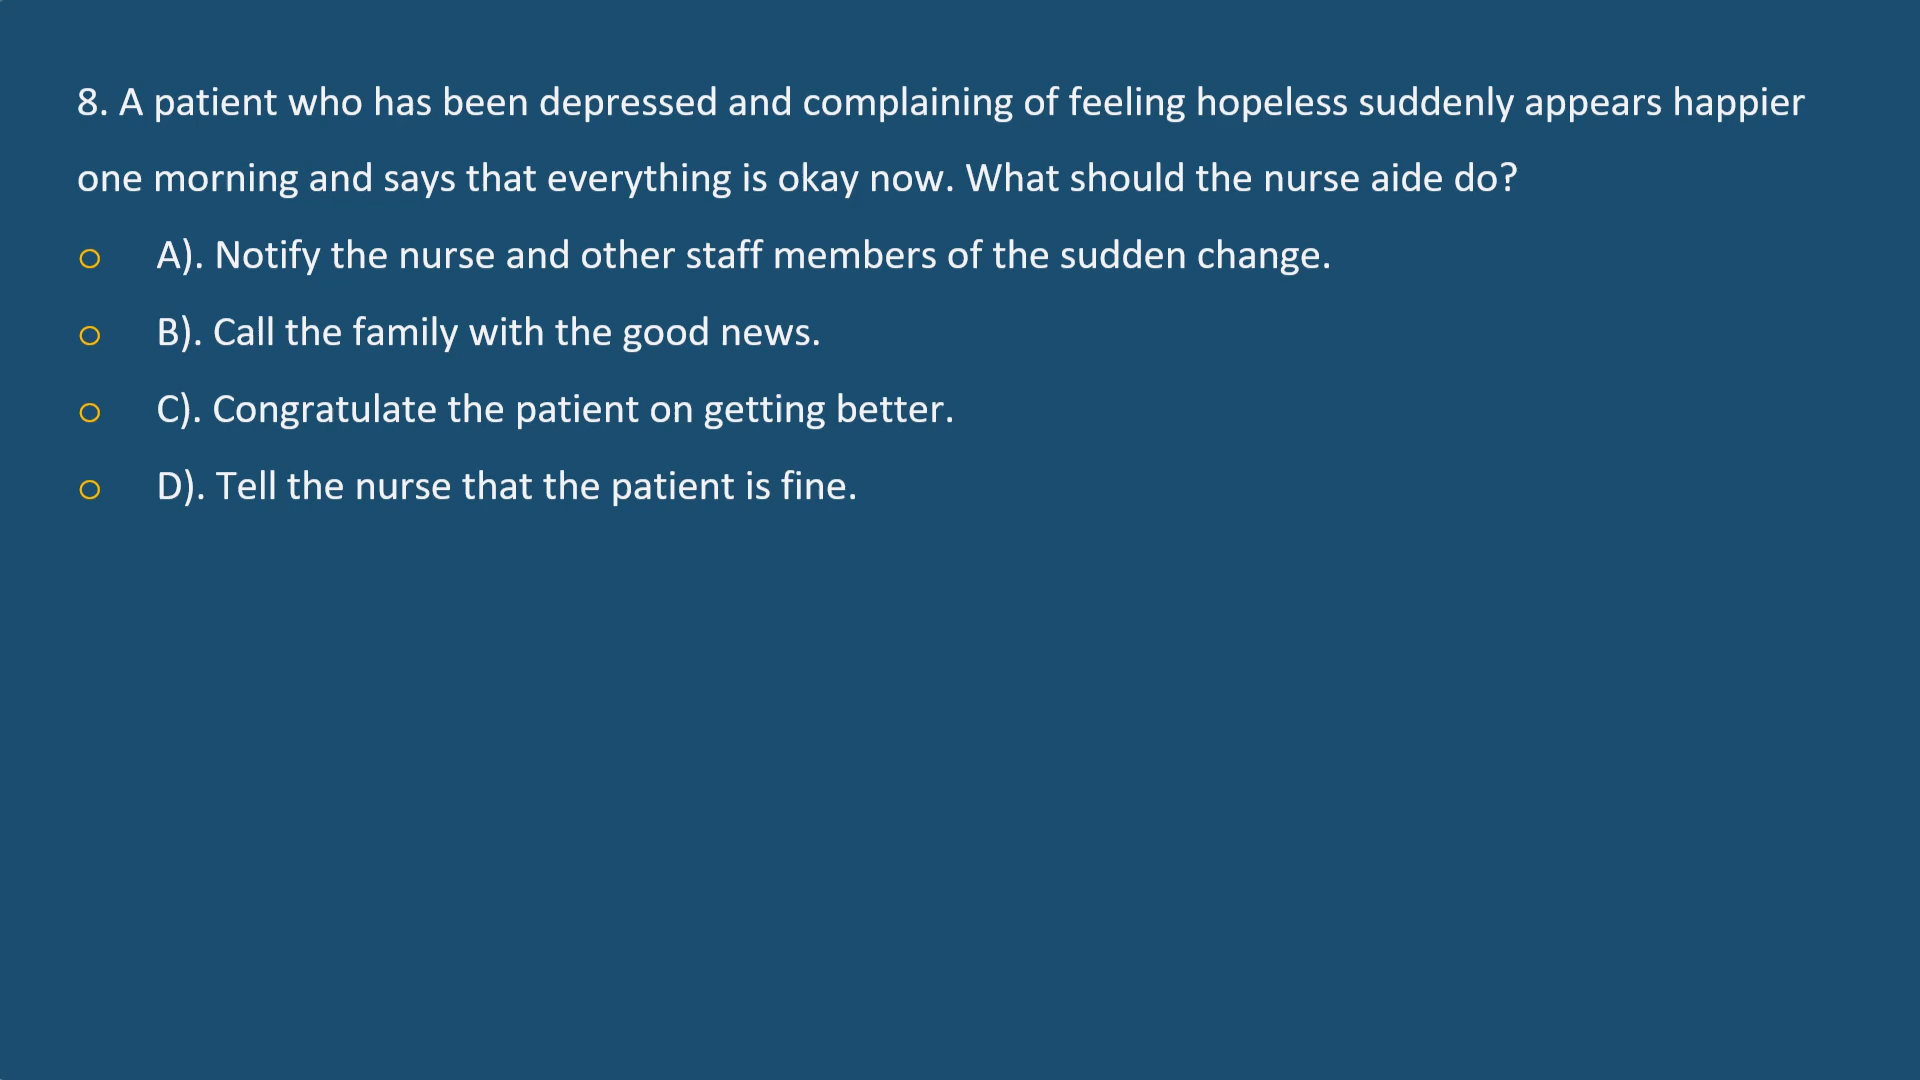 8. A patient who has been depressed and complaining of feeling hopeless suddenly appears happier
one morning and says that everything is okay now. What should the nurse aide do?
A). Notify the nurse and other staff members of the sudden change.
B). Call the family with the good news.
C). Congratulate the patient on getting better.
D). Tell the nurse that the patient is fine.